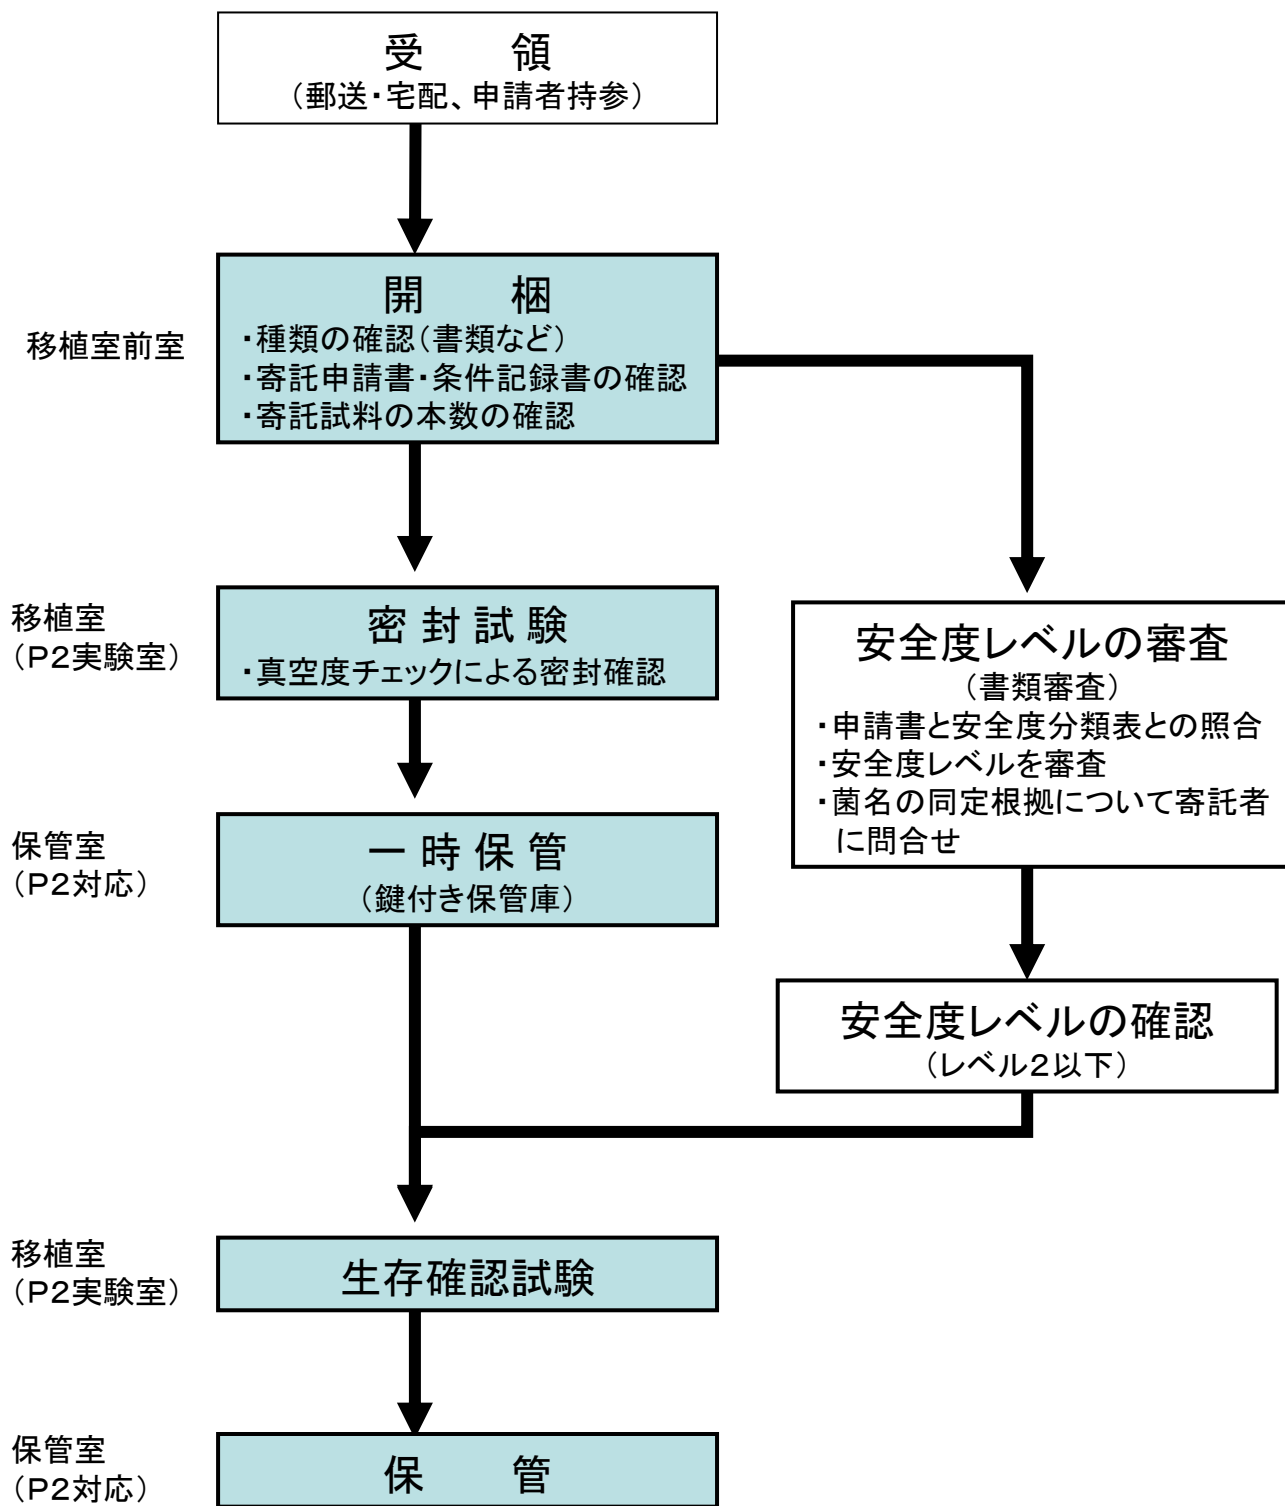 受　　領
（郵送・宅配、申請者持参）
移植室前室
開　　梱
・種類の確認（書類など）
・寄託申請書・条件記録書の確認
・寄託試料の本数の確認
移植室
（P２実験室）
密 封 試 験
・真空度チェックによる密封確認
安全度レベルの審査
（書類審査）
・申請書と安全度分類表との照合
・安全度レベルを審査
・菌名の同定根拠について寄託者
に問合せ
保管室
（P２対応）
一 時 保 管
（鍵付き保管庫）
安全度レベルの確認
（レベル２以下）
移植室
（P２実験室）
生存確認試験
保管室
（P２対応）
保　　管